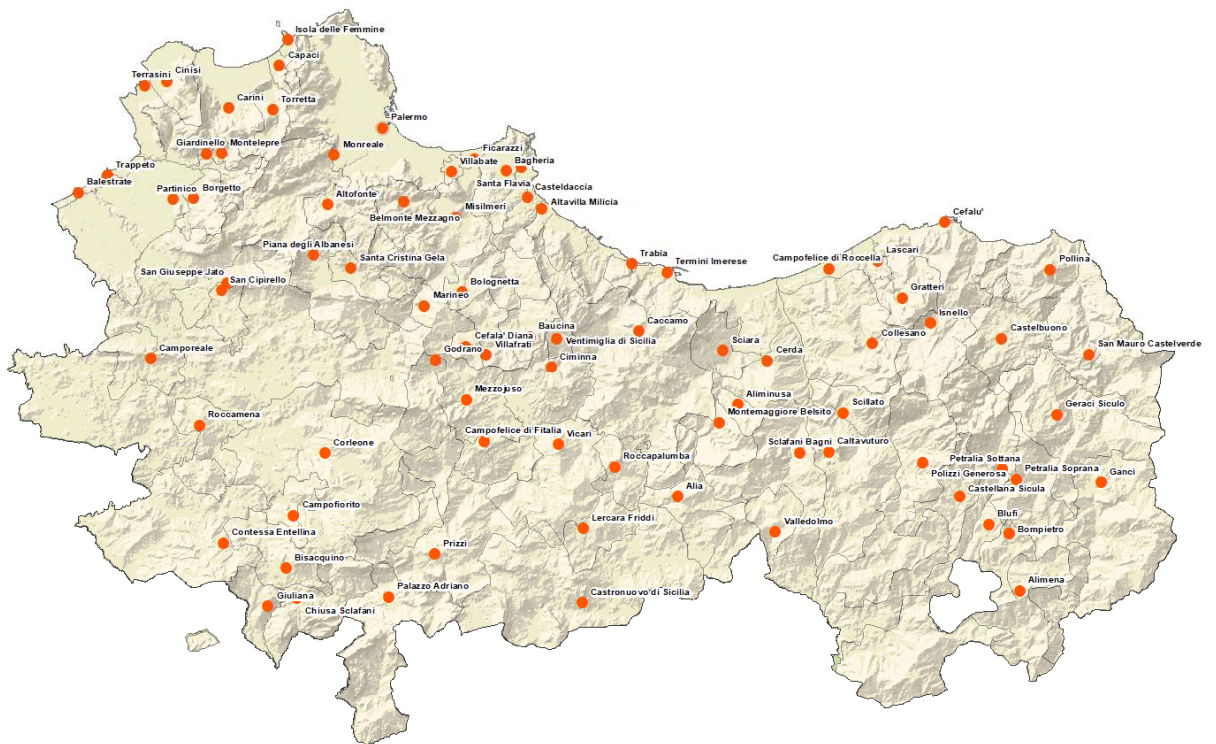 Isola delle Femmine
Capaci
Terrasini
Cinisi
Carini
Torretta
Palermo
Giardinello
Montelepre
Monreale
Ficarazzi
Villabate
Bagheria
Trappeto
Balestrate
Partinico
Borgetto
Altofonte
Santa Flavia
Casteldaccia
Belmonte Mezzagno
Misilmeri
Altavilla Milicia
Cefalu'
Piana degli Albanesi
Santa Cristina Gela
Trabia
Termini Imerese
Campofelice di Roccella
Lascari
Pollina
San Giuseppe Jato
San Cipirello
Bolognetta
Marineo
Gratteri
Isnello
Baucina
Caccamo
Collesano
Castelbuono
Cefala' Diana
Ventimiglia di Sicilia
Villafrati
Godrano
Ciminna
Sciara
Cerda
San Mauro Castelverde
Camporeale
Mezzojuso
Aliminusa
Montemaggiore Belsito
Scillato
Geraci Siculo
Roccamena
Corleone
Campofelice di Fitalia
Vicari
Sclafani Bagni
Caltavuturo
Roccapalumba
Petralia Sottana
Petralia Soprana
Polizzi Generosa
Ganci
Alia
Castellana Sicula
Campofiorito
Lercara Friddi
Valledolmo
Blufi
Bompietro
Contessa Entellina
Prizzi
Bisacquino
Palazzo Adriano
Castronuovo di Sicilia
Alimena
Giuliana
Chiusa Sclafani